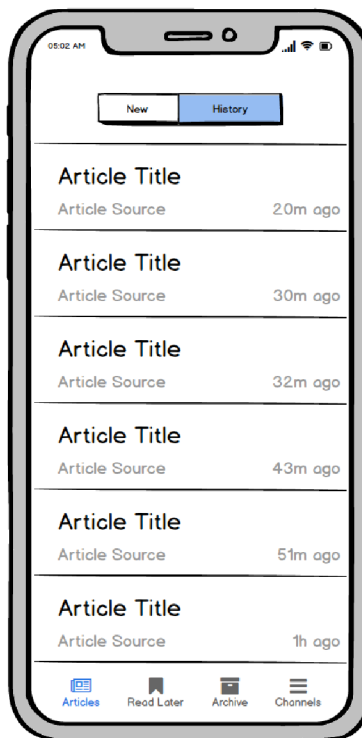 05:02 AM
New History
Article Title
Article Source 20m ago
Article Title
Article Source 30m ago
Article Title
Article Source 32m ago
Article Title
Article Source 43m ago
Article Title
Article Source 51m ago
Article Title
Article Source 1h ago
Articles Read Later Archive Channels